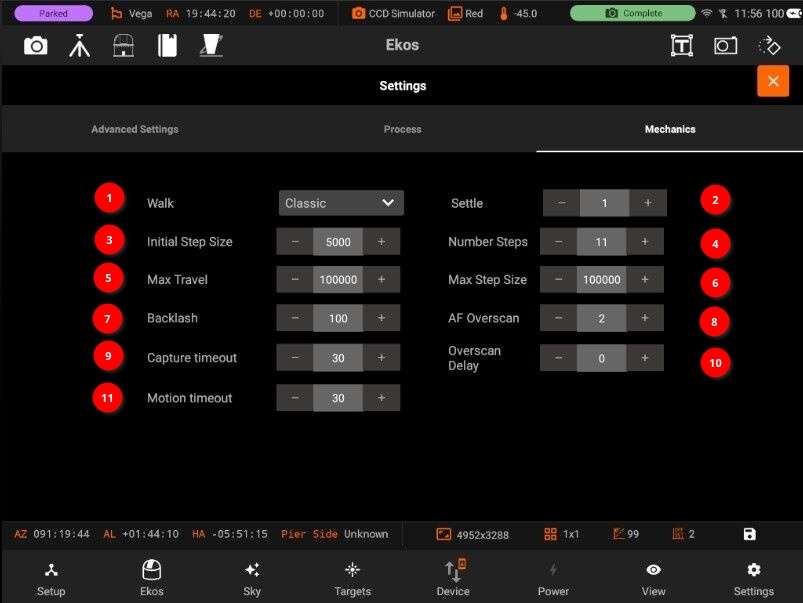 Parked Vega RA 19:44:20 DE +00:00:00 CCD Simulator Red -45.0 Complete 11:56 100
Ekos
Settings
Advanced Settings Process Mechanics
1 Walk Classic Settle − 1 + 2
3 Initial Step Size − 5000 + Number Steps − 11 + 4
5 Max Travel − 100000 + Max Step Size − 100000 + 6
7 Backlash − 100 + AF Overscan − 2 + 8
9 Capture timeout − 30 + Overscan Delay − 0 + 10
11 Motion timeout − 30 +
AZ 091:19:44 AL +01:44:10 HA -05:51:15 Pier Side Unknown 4952x3288 1x1 99 2
Setup Ekos Sky Targets Device Power View Settings